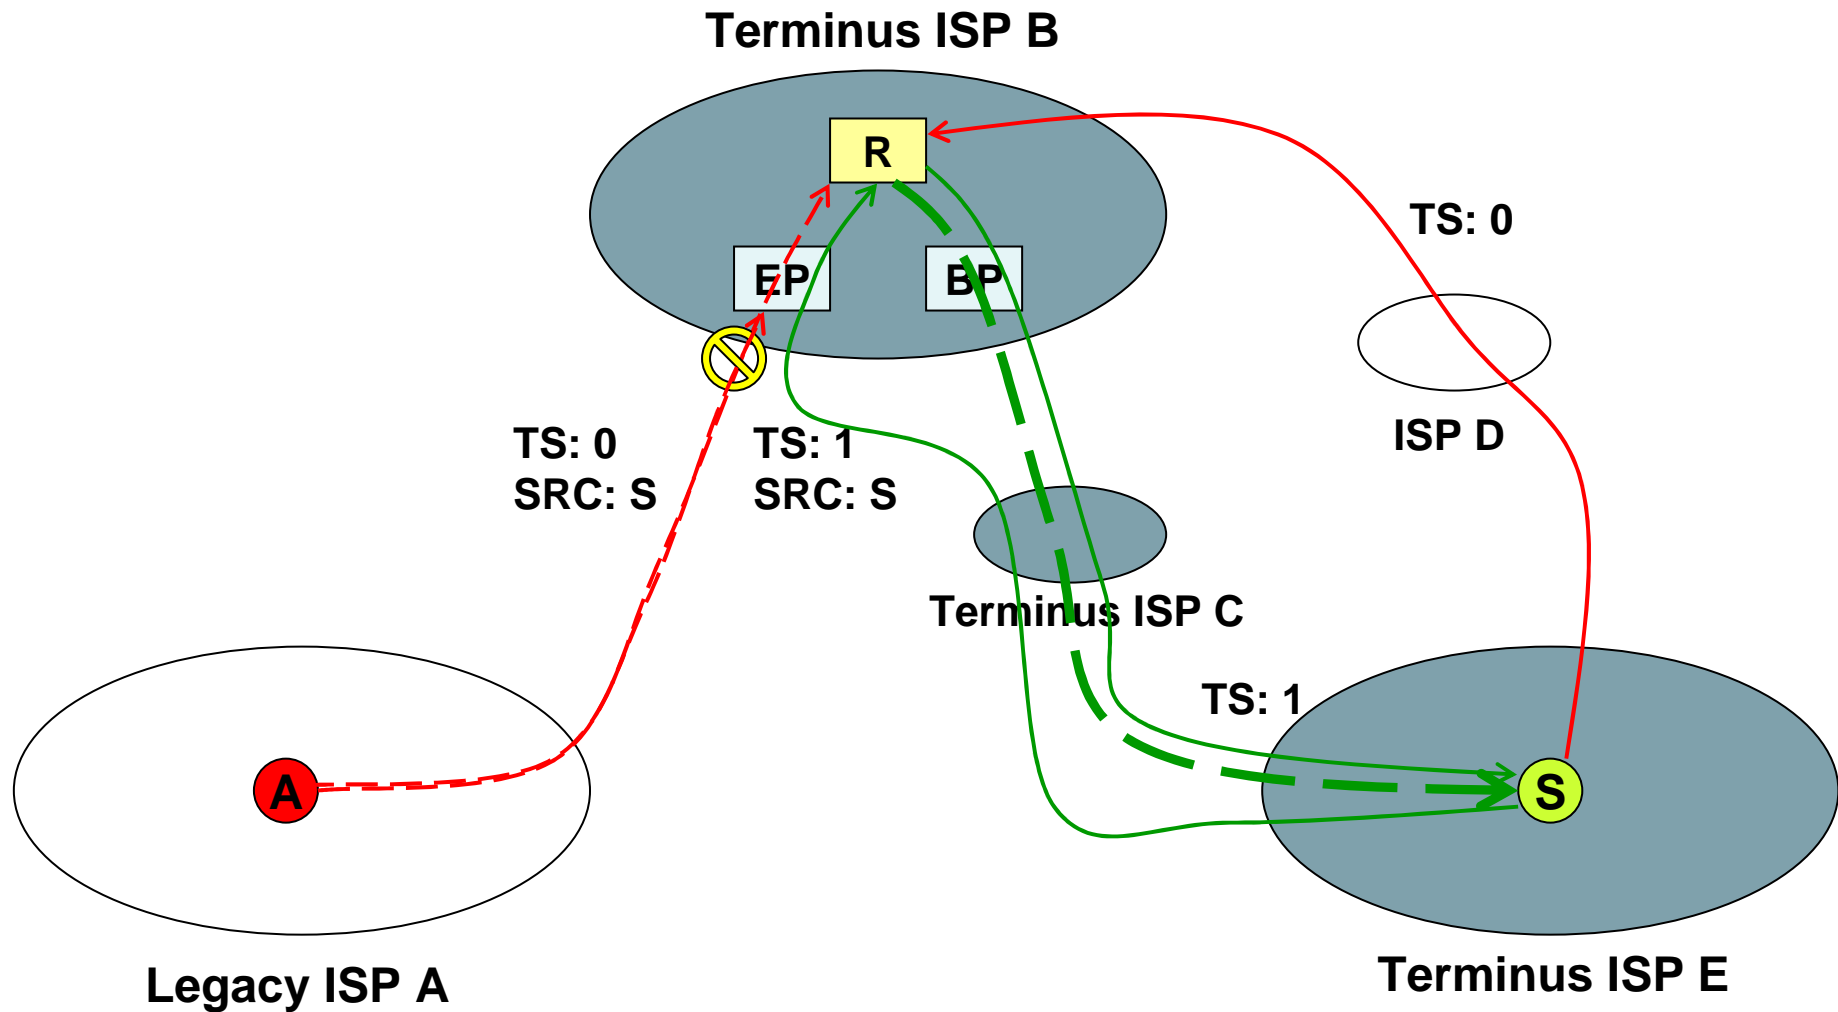 Terminus ISP B
R
TS: 0
EP
BP
ISP D
TS: 0
SRC: S
TS: 1
SRC: S
Terminus ISP C
TS: 1
A
S
Legacy ISP A
Terminus ISP E